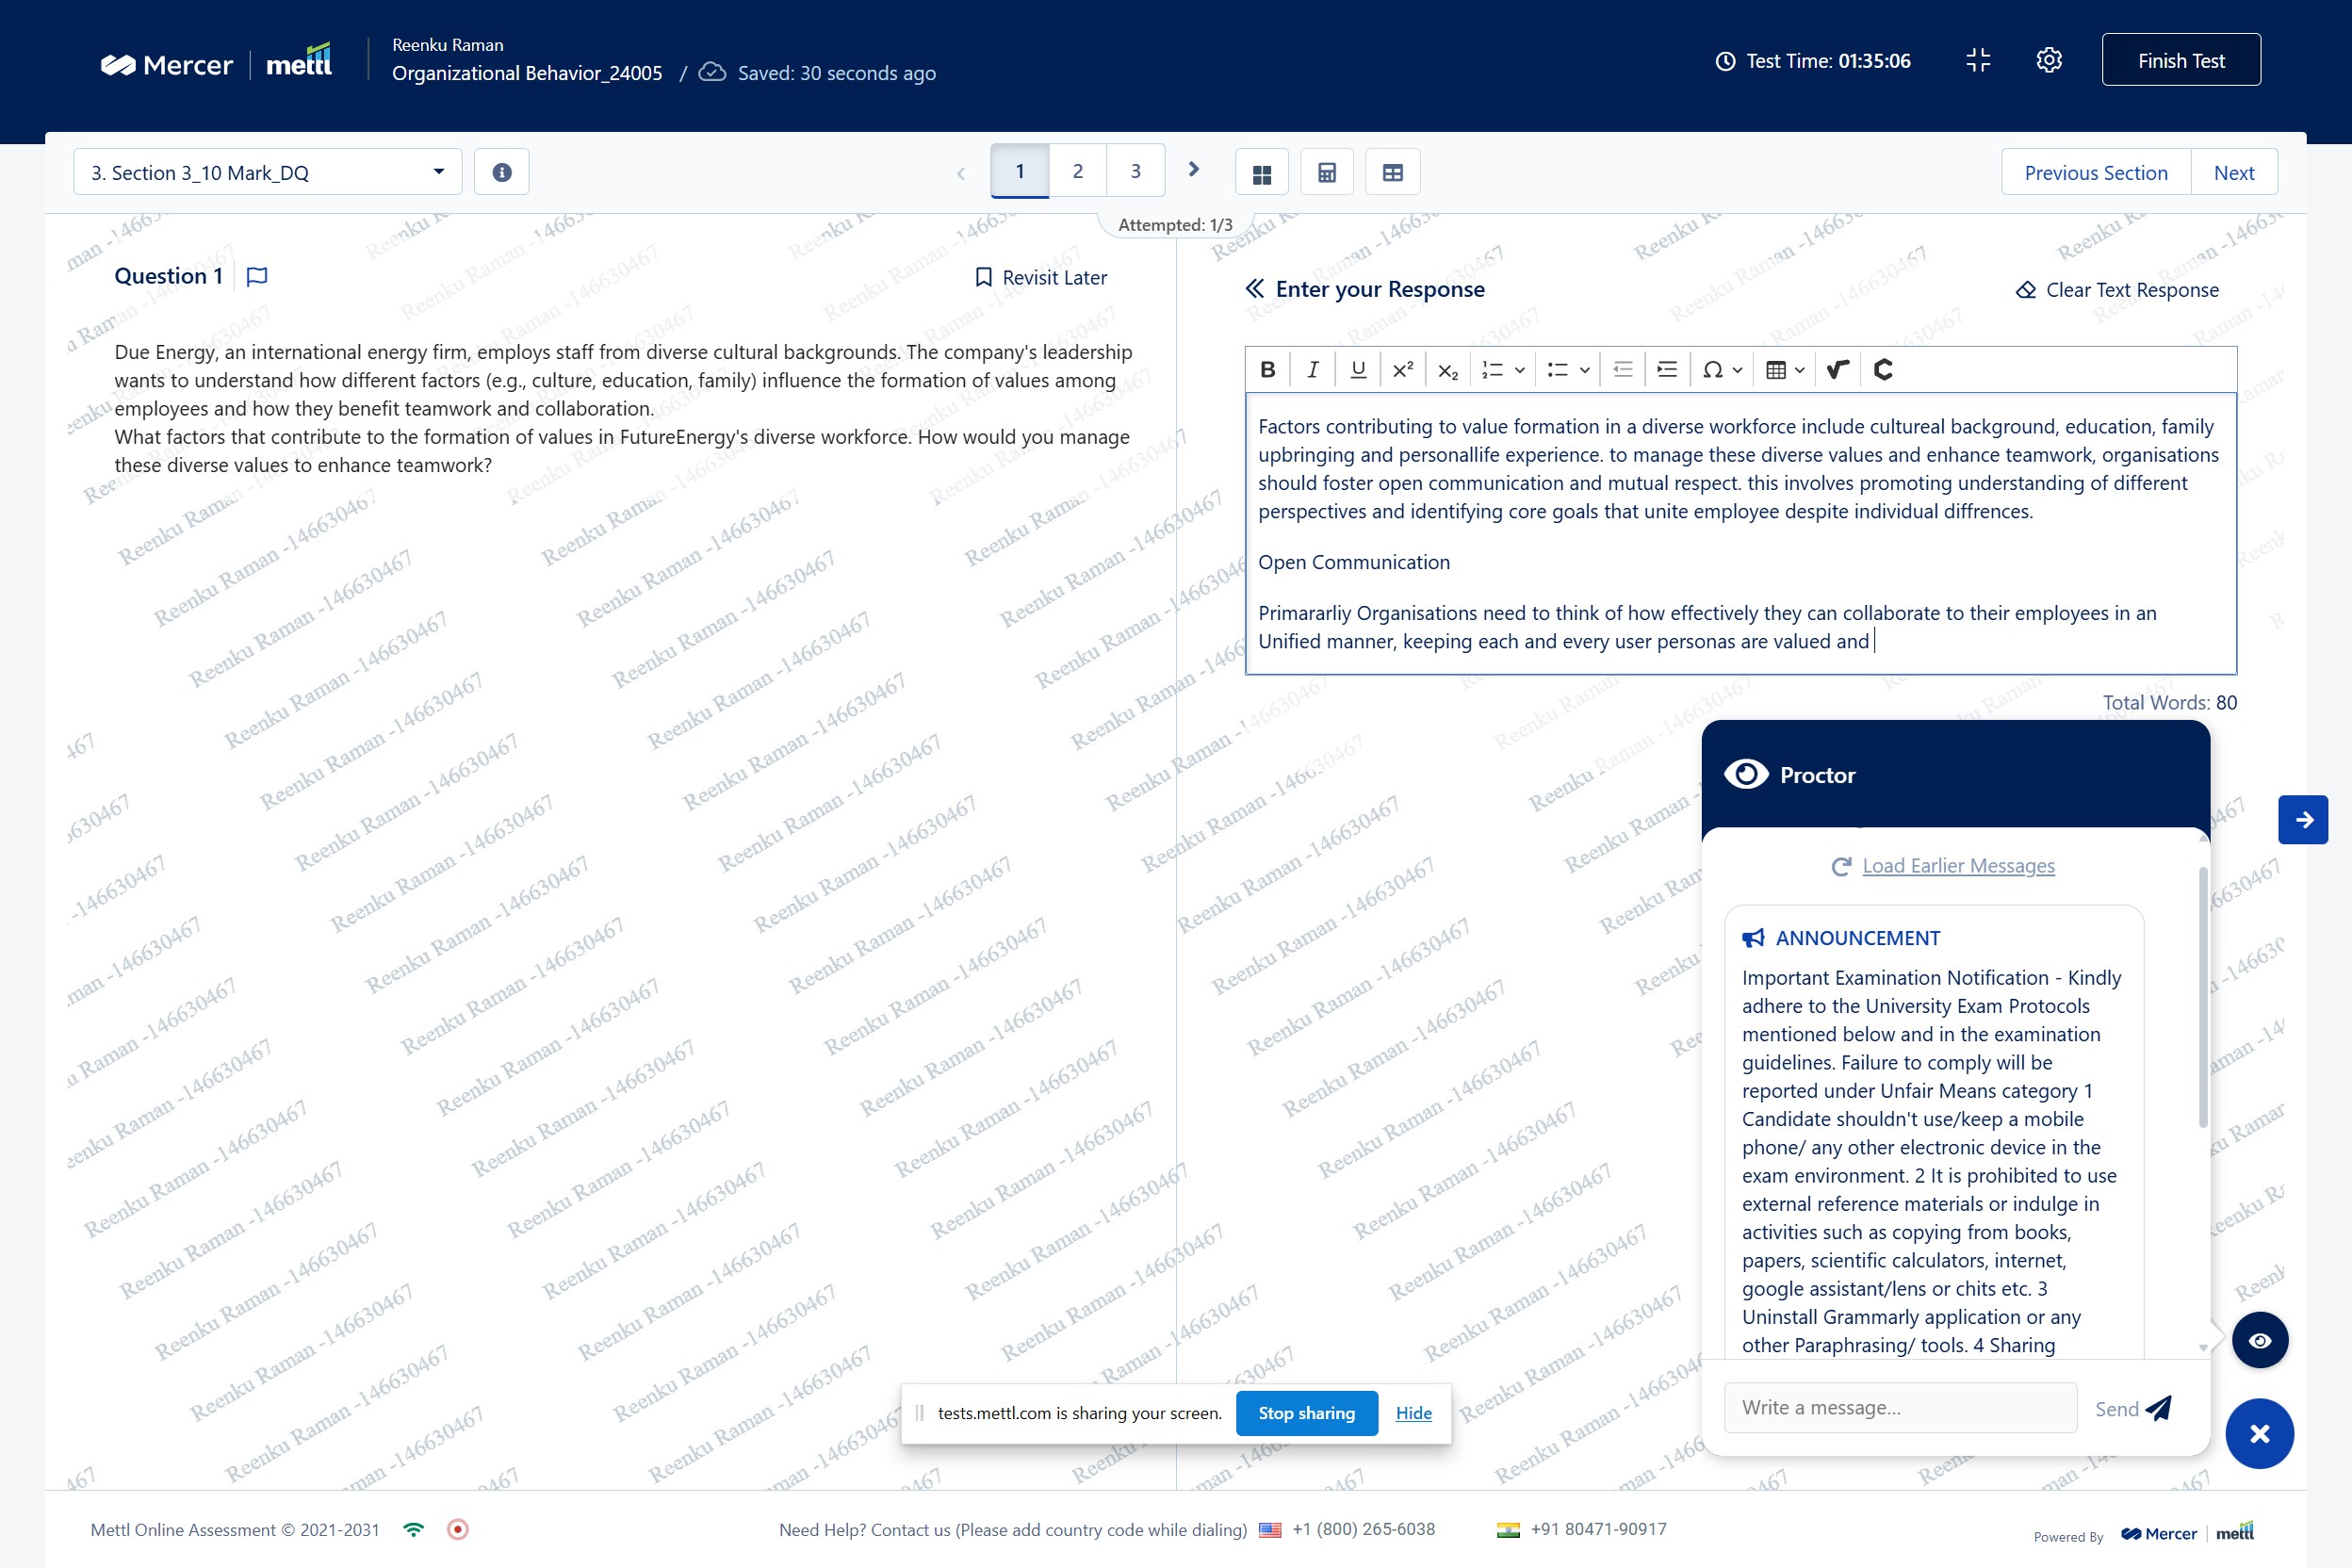 Mercer | mettl
Reenku Raman
Organizational Behavior_24005 / Saved: 30 seconds ago
Test Time: 01:35:06
Finish Test
3. Section 3_10 Mark_DQ
1 2 3
Previous Section
Next
Attempted: 1/3
Question 1
Revisit Later
Due Energy, an international energy firm, employs staff from diverse cultural backgrounds. The company's leadership
wants to understand how different factors (e.g., culture, education, family) influence the formation of values among
employees and how they benefit teamwork and collaboration.
What factors that contribute to the formation of values in FutureEnergy's diverse workforce. How would you manage
these diverse values to enhance teamwork?
Enter your Response
Clear Text Response
Factors contributing to value formation in a diverse workforce include cultureal background, education, family
upbringing and personallife experience. to manage these diverse values and enhance teamwork, organisations
should foster open communication and mutual respect. this involves promoting understanding of different
perspectives and identifying core goals that unite employee despite individual diffrences.
Open Communication
Primararliy Organisations need to think of how effectively they can collaborate to their employees in an
Unified manner, keeping each and every user personas are valued and
Total Words: 80
Proctor
Load Earlier Messages
ANNOUNCEMENT
Important Examination Notification - Kindly
adhere to the University Exam Protocols
mentioned below and in the examination
guidelines. Failure to comply will be
reported under Unfair Means category 1
Candidate shouldn't use/keep a mobile
phone/ any other electronic device in the
exam environment. 2 It is prohibited to use
external reference materials or indulge in
activities such as copying from books,
papers, scientific calculators, internet,
google assistant/lens or chits etc. 3
Uninstall Grammarly application or any
other Paraphrasing/ tools. 4 Sharing
Write a message...
Send
tests.mettl.com is sharing your screen.
Stop sharing
Hide
Reenku Raman -146630467
Mettl Online Assessment © 2021-2031
Need Help? Contact us (Please add country code while dialing)
+1 (800) 265-6038
+91 80471-90917
Powered By
Mercer | mettl